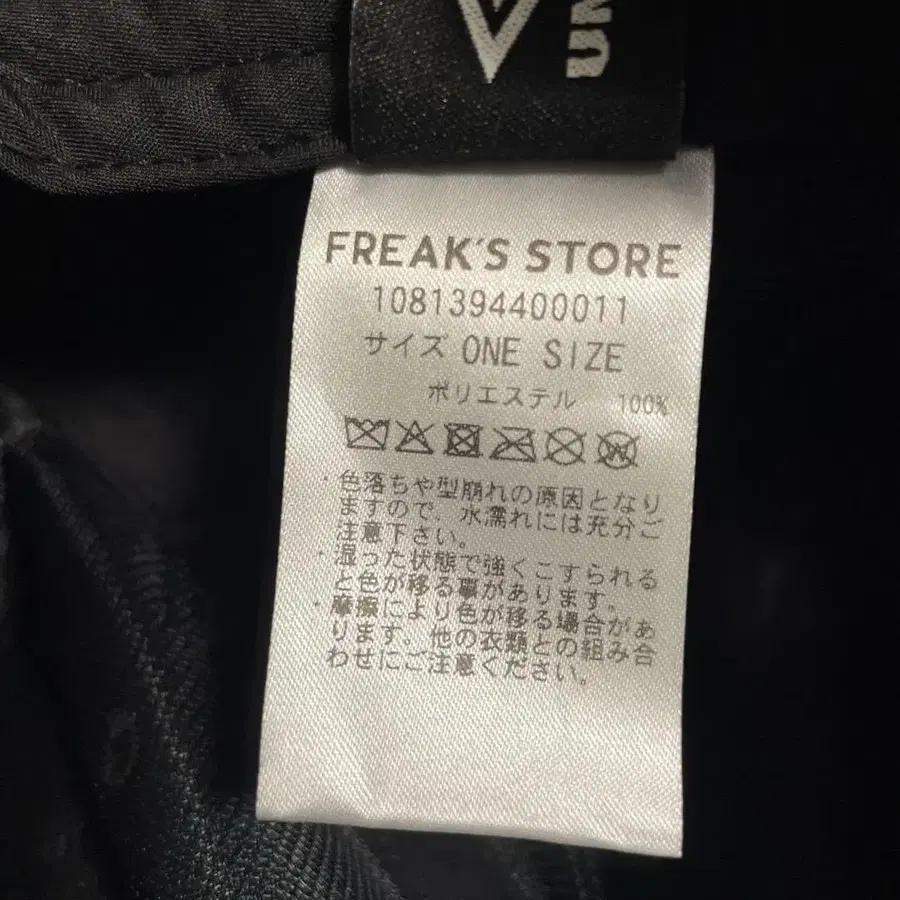 UN
FREAK'S STORE
1081394400011
サイズ ONE SIZE
ポリエステル 100%
・色落ちや型崩れの原因となり
ますので、水濡れには充分ご
注意下さい。
・湿った状態で強くこすられる
と色が移る事があります。
・摩擦により色が移る場合があ
ります。他の衣類との組み合
わせにご注意ください。